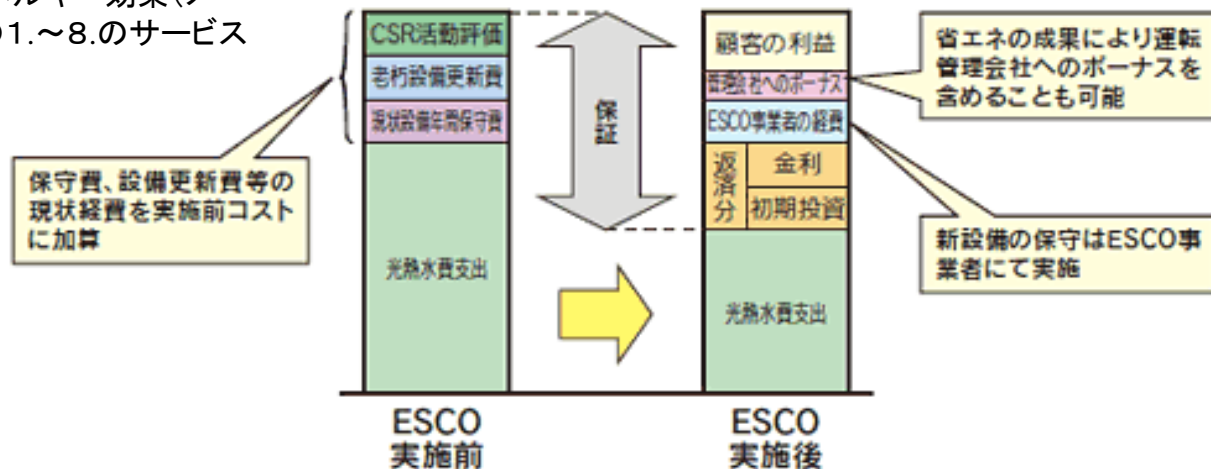 1.～8.のサービス
CSR活動評価
老朽設備更新費
現状設備年間保守費
光熱水費支出
ESCO
実施前
保守費、設備更新費等の
現状経費を実施前コスト
に加算
保証
顧客の利益
管理会社へのボーナス
ESCO事業者の経費
返済分
金利
初期投資
光熱水費支出
ESCO
実施後
省エネの成果により運転
管理会社へのボーナスを
含めることも可能
新設備の保守はESCO事
業者にて実施